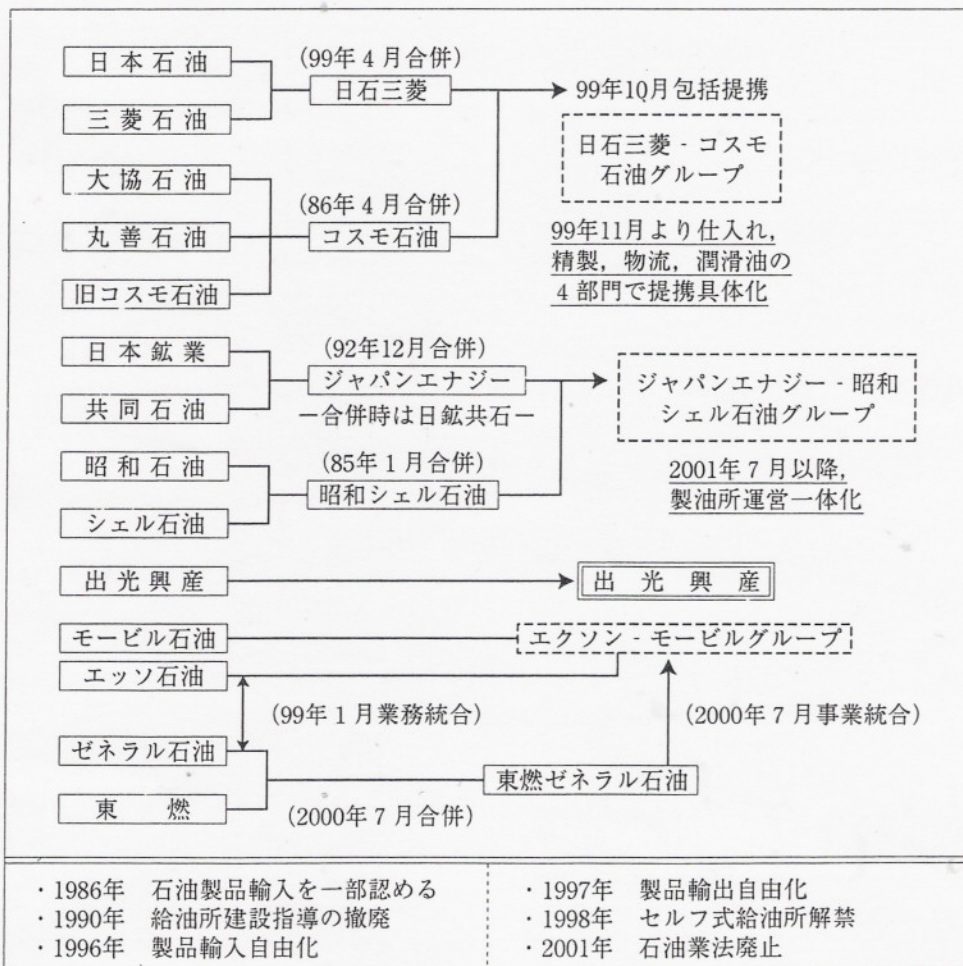 日本石油
(99年4月合併)
日石三菱
99年10月包括提携
三菱石油
日石三菱‐コスモ
石油グループ
大協石油
(86年4月合併)
丸善石油
コスモ石油
99年11月より仕入れ,
精製,物流,潤滑油の
4部門で提携具体化
旧コスモ石油
日本鉱業
(92年12月合併)
ジャパンエナジー
ジャパンエナジー‐昭和
シェル石油グループ
共同石油
―合併時は日鉱共石―
昭和石油
(85年1月合併)
昭和シェル石油
2001年7月以降,
製油所運営一体化
シェル石油
出光興産
出光興産
モービル石油
エクソン‐モービルグループ
エッソ石油
(99年1月業務統合)
(2000年7月事業統合)
ゼネラル石油
東燃ゼネラル石油
東燃
(2000年7月合併)
・1986年 石油製品輸入を一部認める
・1990年 給油所建設指導の撤廃
・1996年 製品輸入自由化
・1997年 製品輸出自由化
・1998年 セルフ式給油所解禁
・2001年 石油業法廃止